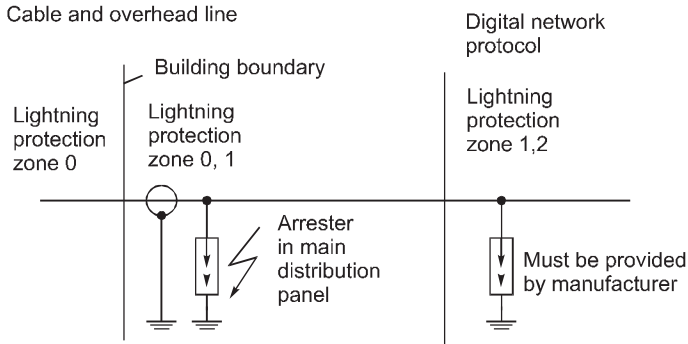 Cable and overhead line
Digital network
protocol
Building boundary
Lightning
protection
zone 0
Lightning
protection
zone 0, 1
Lightning
protection
zone 1,2
Arrester
in main
distribution
panel
Must be provided
by manufacturer